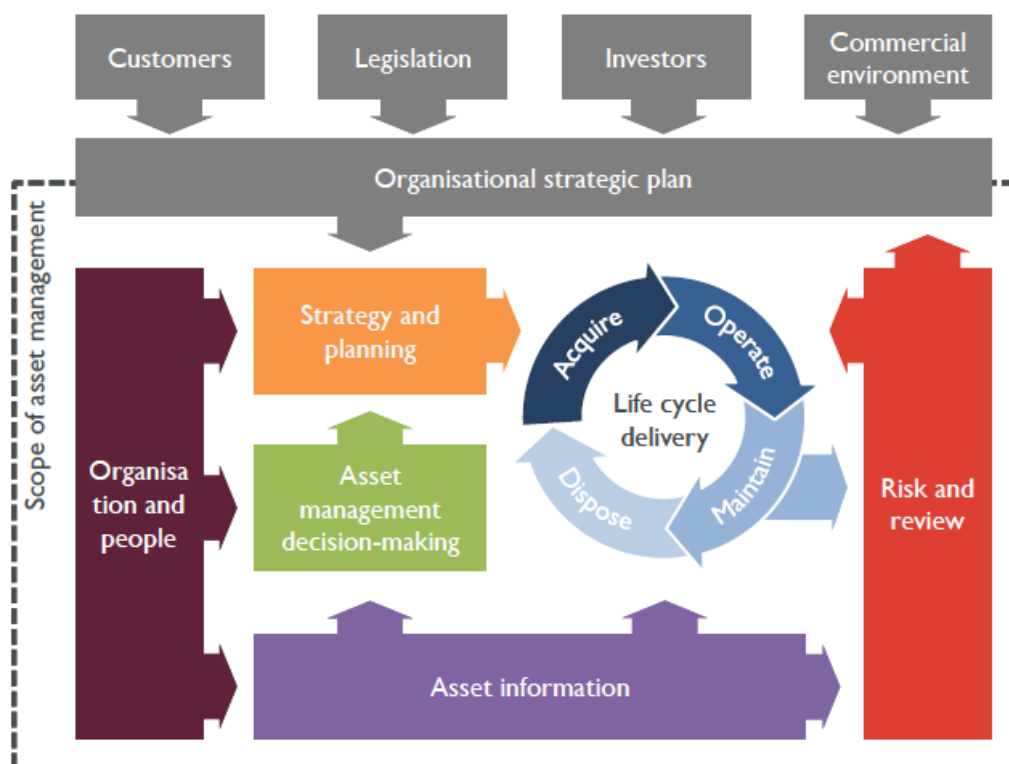 Customers
Legislation
Investors
Commercial
environment
Organisational strategic plan
Scope of asset management
Strategy and
planning
Acquire
Operate
Life cycle
delivery
Dispose
Maintain
Organisa
tion and
people
Asset
management
decision-making
Risk and
review
Asset information